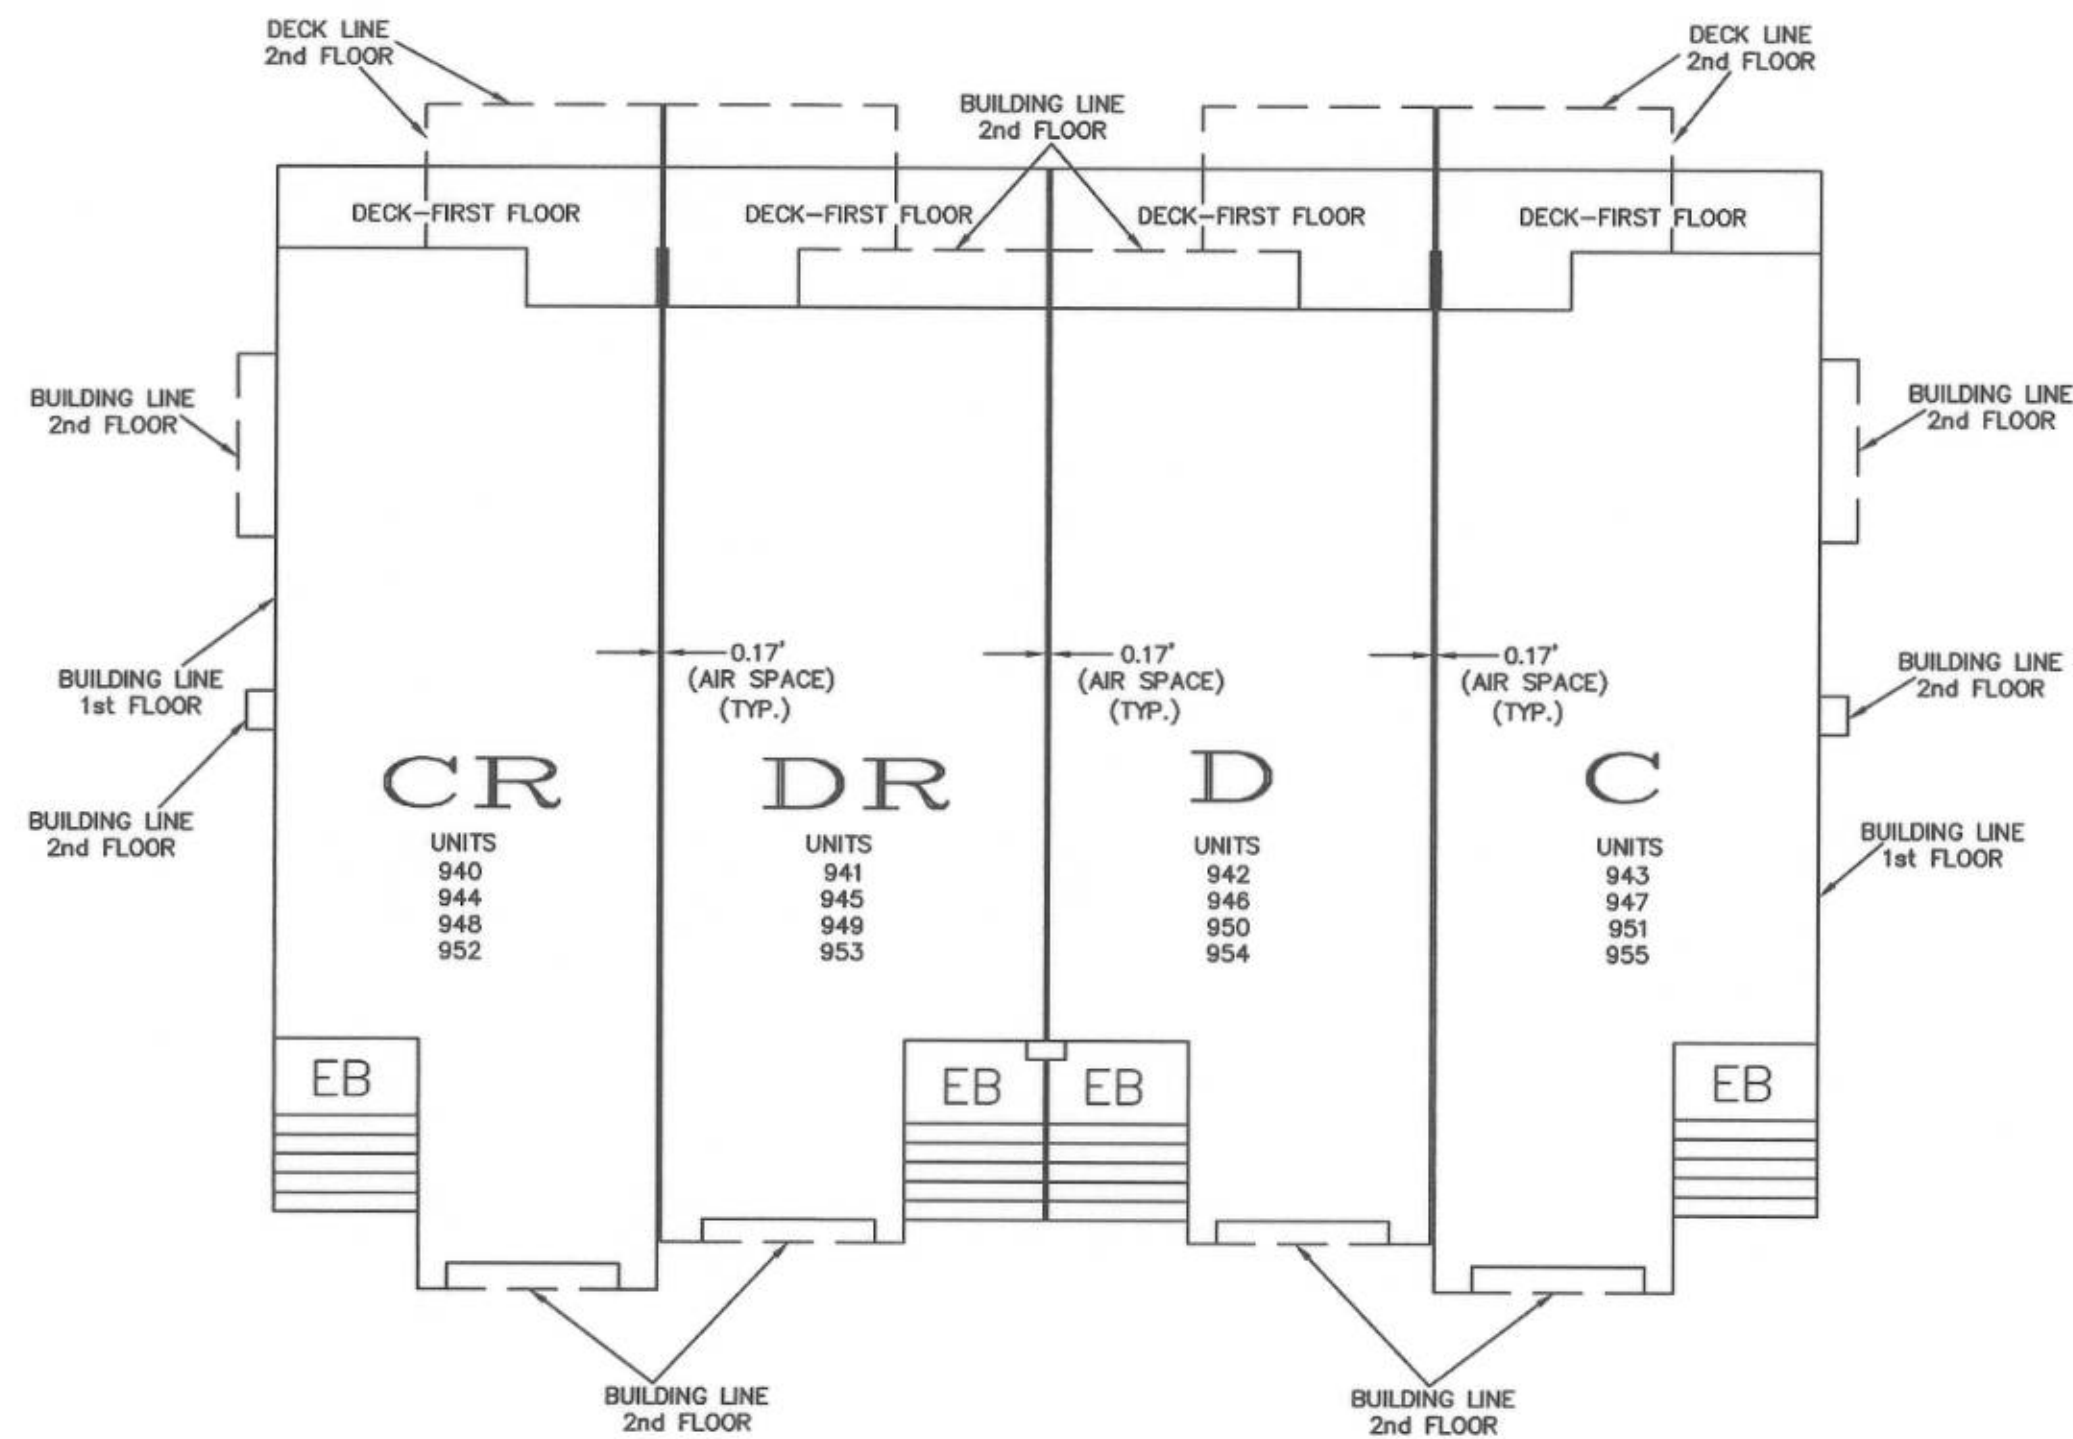 DECK LINE
2nd FLOOR
DECK LINE
2nd FLOOR
BUILDING LINE
2nd FLOOR
DECK-FIRST FLOOR
DECK-FIRST FLOOR
DECK-FIRST FLOOR
DECK-FIRST FLOOR
BUILDING LINE
2nd FLOOR
BUILDING LINE
2nd FLOOR
BUILDING LINE
1st FLOOR
0.17'
(AIR SPACE)
(TYP.)
0.17'
(AIR SPACE)
(TYP.)
0.17'
(AIR SPACE)
(TYP.)
BUILDING LINE
2nd FLOOR
BUILDING LINE
2nd FLOOR
CR
UNITS
940
944
948
952
DR
UNITS
941
945
949
953
D
UNITS
942
946
950
954
C
UNITS
943
947
951
955
BUILDING LINE
1st FLOOR
EB
EB
EB
EB
BUILDING LINE
2nd FLOOR
BUILDING LINE
2nd FLOOR